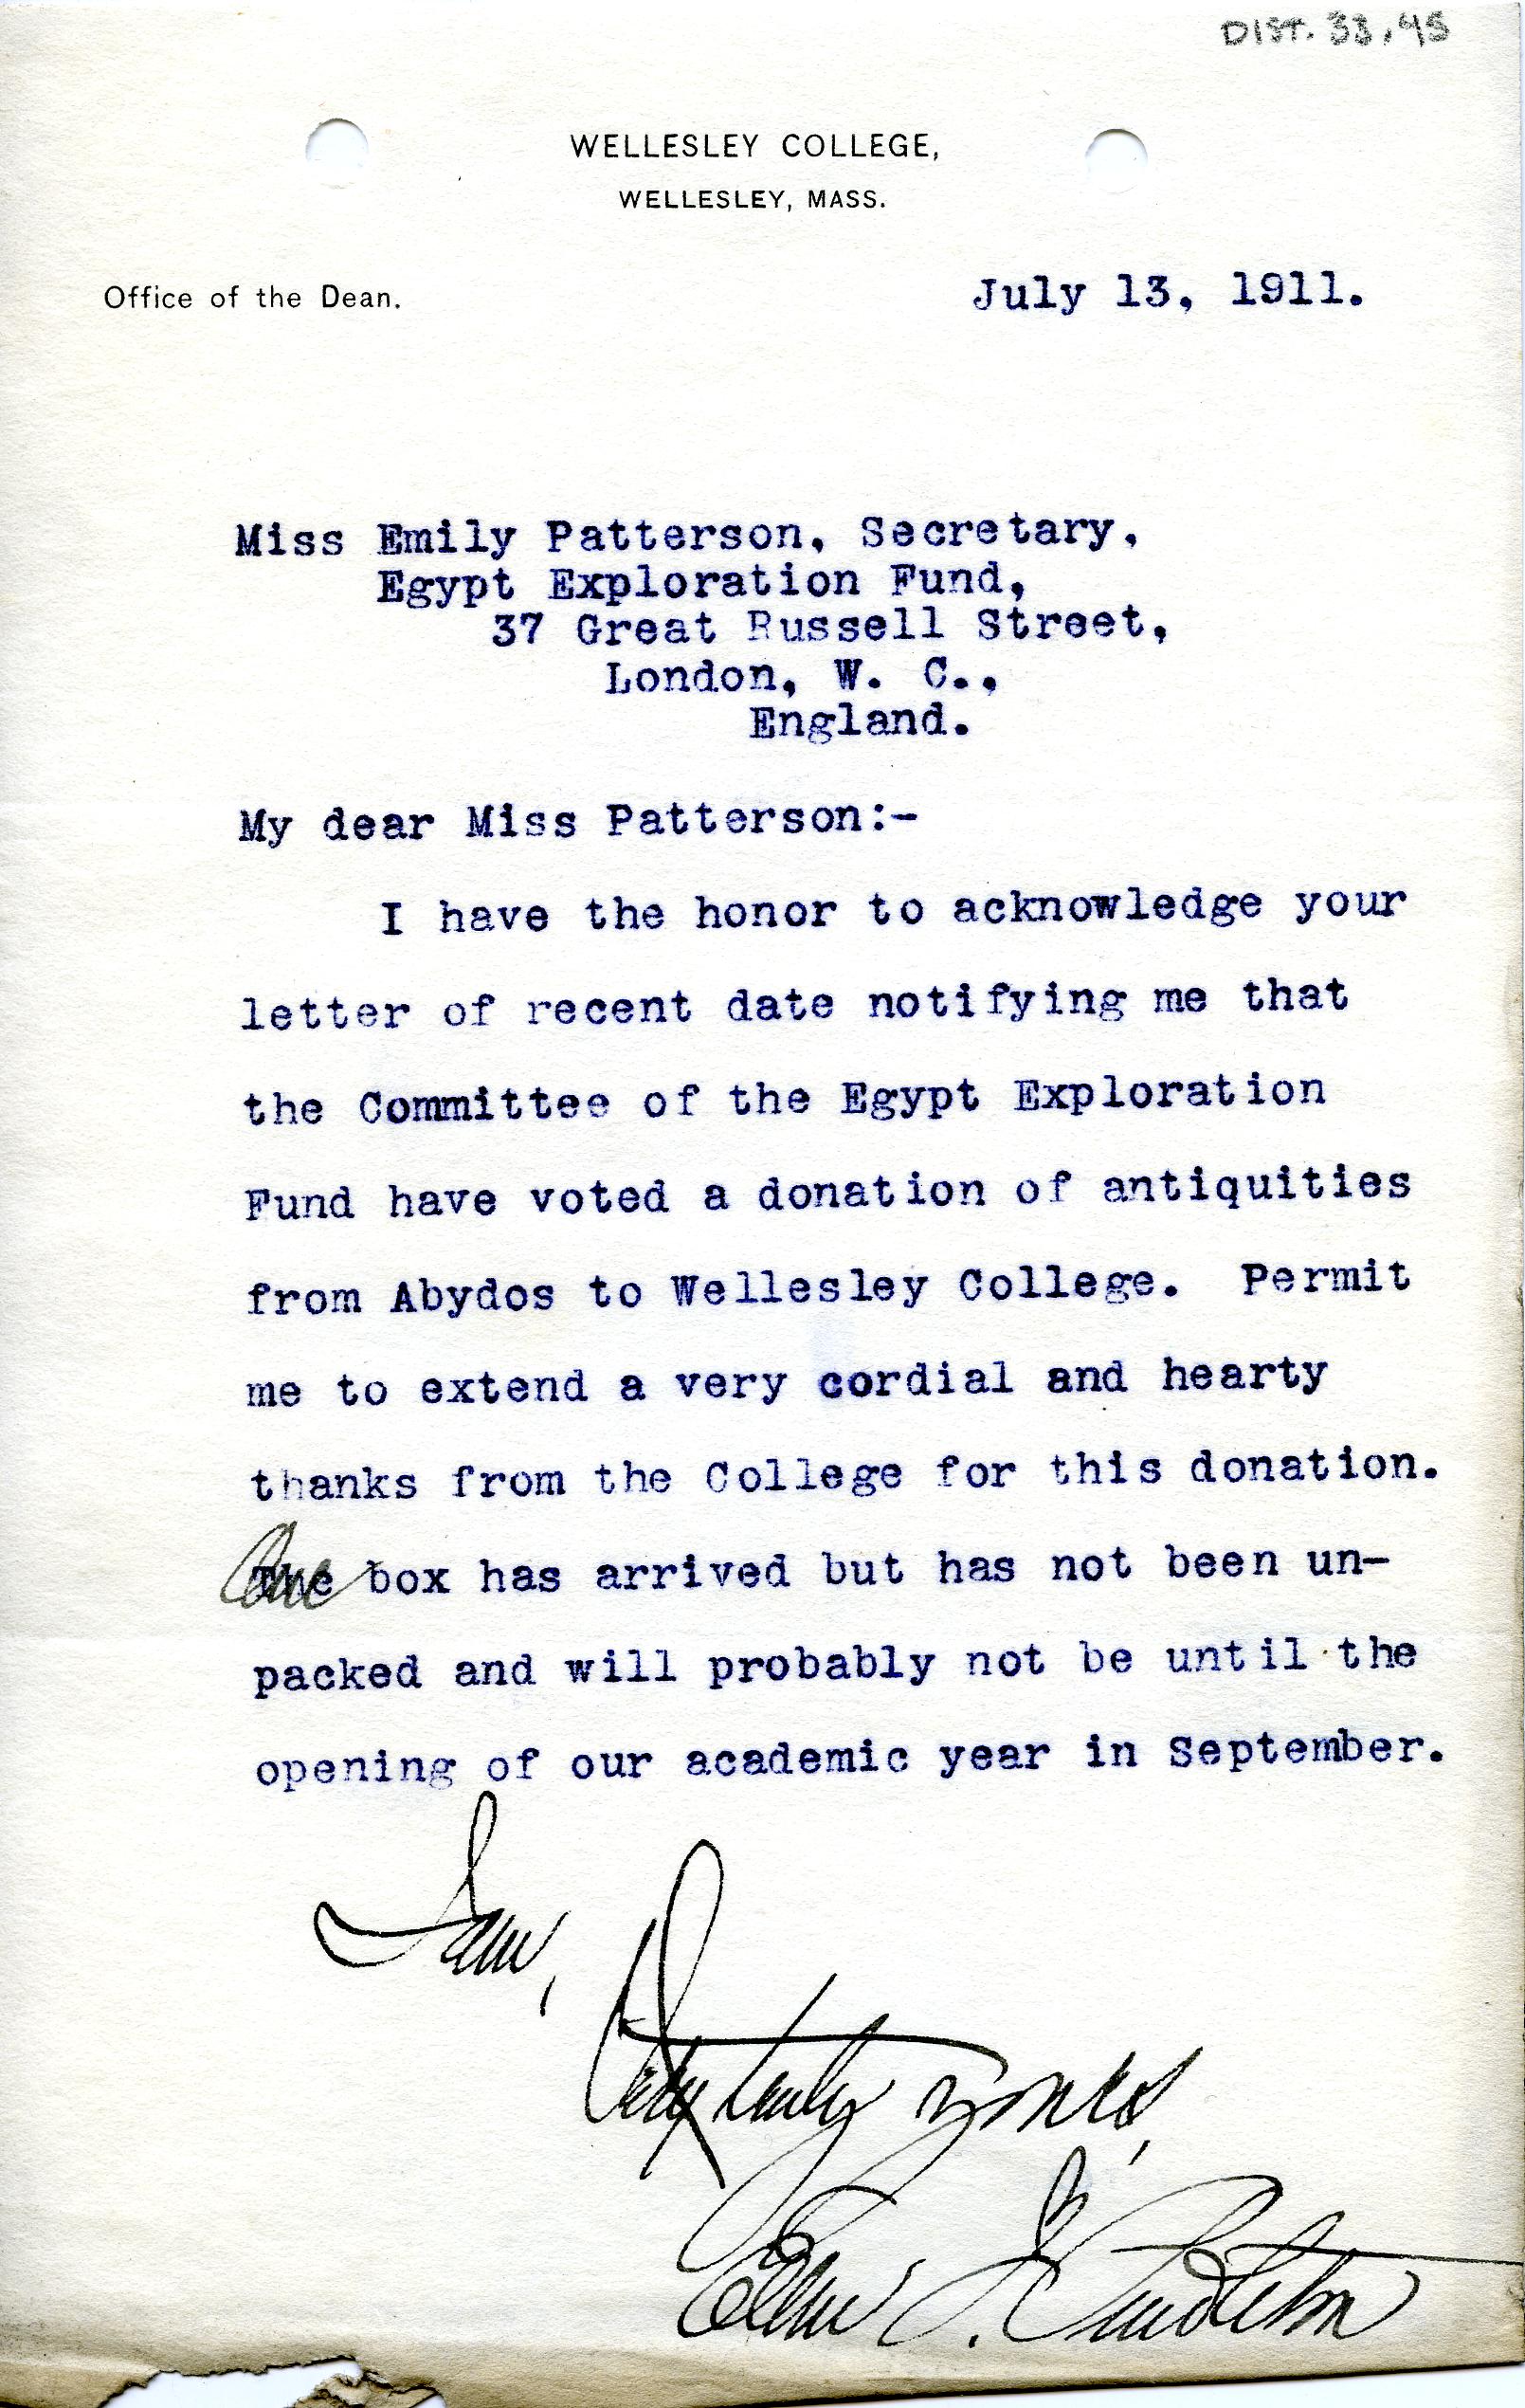 DIST. 33.45
WELLESLEY COLLEGE,
WELLESLEY, MASS.
Office of the Dean.
July 13, 1911.
Miss Emily Patterson, Secretary,
Egypt Exploration Fund,
37 Great Russell Street,
London, W. C.,
England.
My dear Miss Patterson:-
I have the honor to acknowledge your
letter of recent date notifying me that
the Committee of the Egypt Exploration
Fund have voted a donation of antiquities
from Abydos to Wellesley College. Permit
me to extend a very cordial and hearty
thanks from the College for this donation.
One box has arrived but has not been un-
packed and will probably not be until the
opening of our academic year in September.
I am,
Very truly yours,
Ellen F. Pendleton